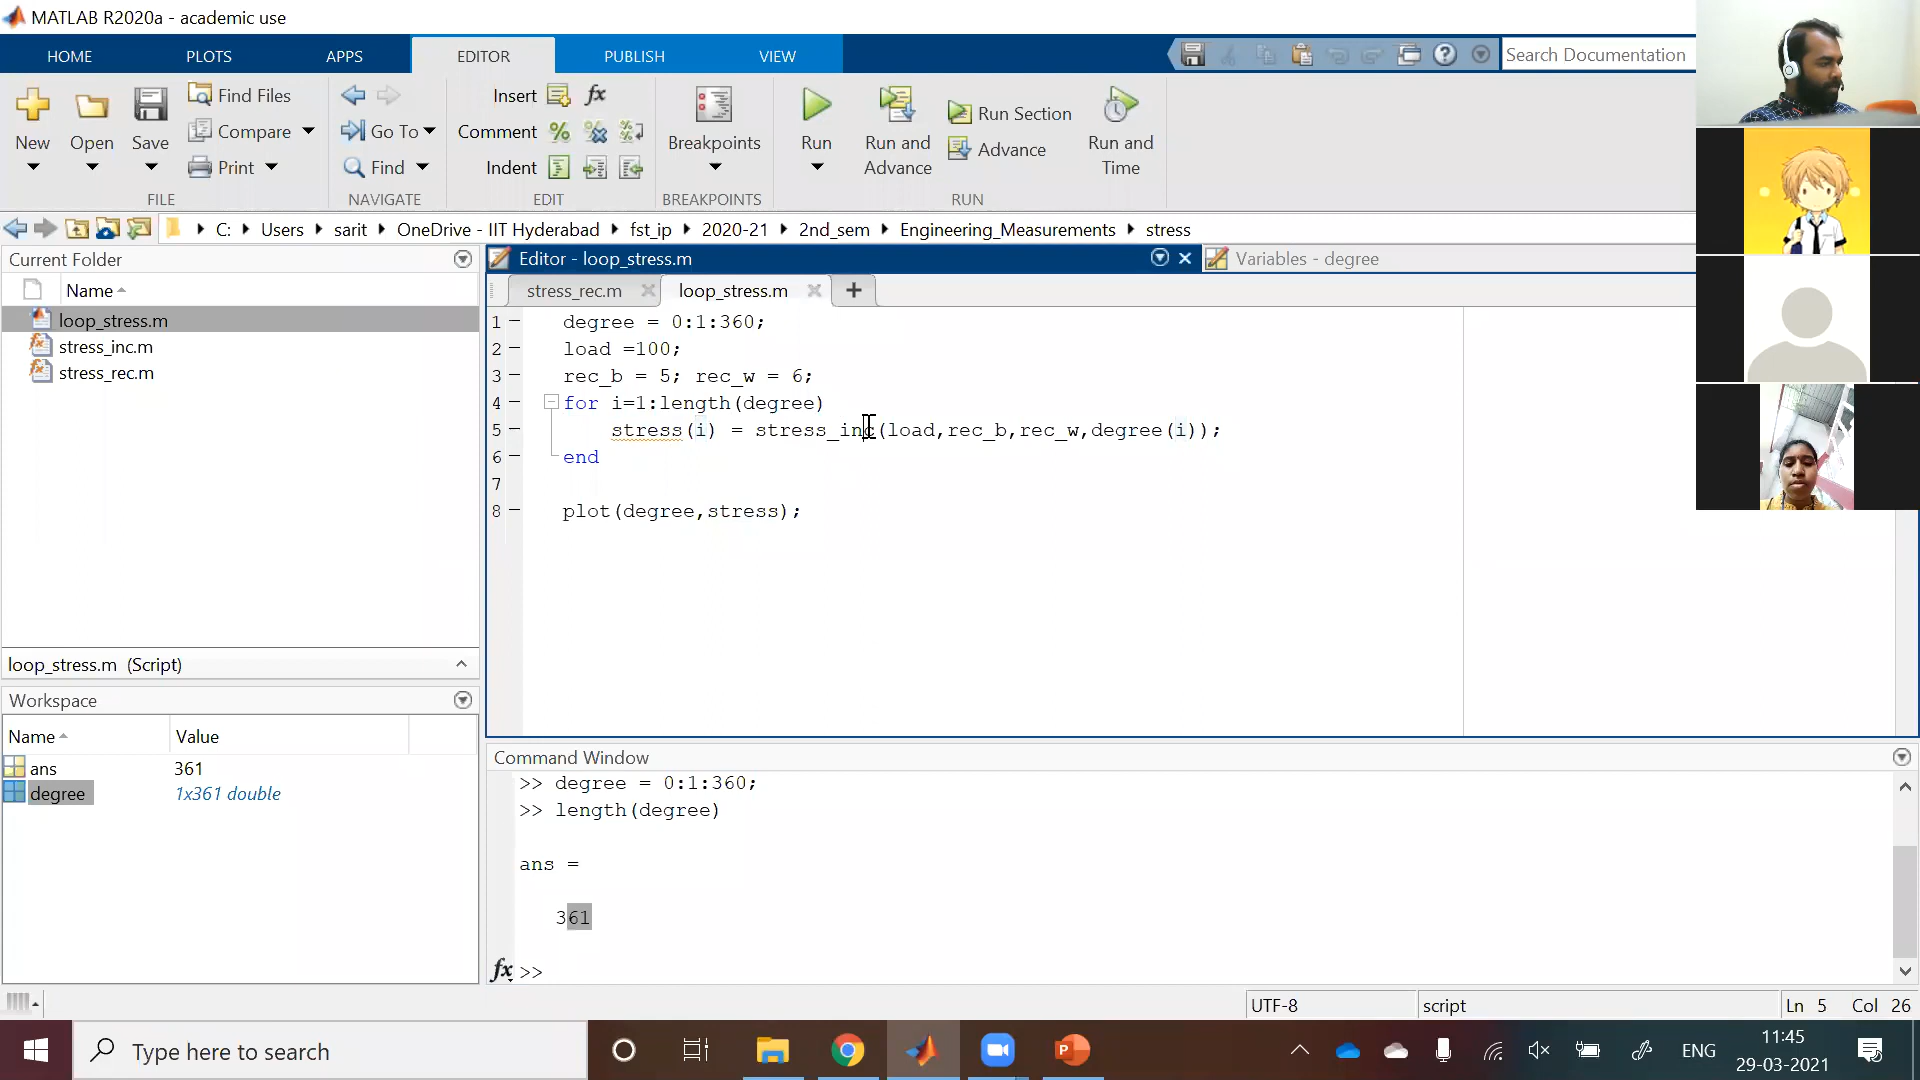 MATLAB R2020a - academic use
HOME PLOTS APPS EDITOR PUBLISH VIEW
Search Documentation
New Open Save Find Files Compare Print
Go To Find
Insert Comment Indent
Breakpoints
Run Run and Advance Run Section Advance Run and Time
FILE NAVIGATE EDIT BREAKPOINTS RUN
C: Users sarit OneDrive - IIT Hyderabad fst_ip 2020-21 2nd_sem Engineering_Measurements stress
Current Folder
Name
loop_stress.m
stress_inc.m
stress_rec.m
loop_stress.m (Script)
Workspace
Name Value
ans 361
degree 1x361 double
Editor - loop_stress.m
Variables - degree
stress_rec.m loop_stress.m
1 degree = 0:1:360;
2 load =100;
3 rec_b = 5; rec_w = 6;
4 for i=1:length(degree)
5 stress(i) = stress_inc(load,rec_b,rec_w,degree(i));
6 end
7
8 plot(degree,stress);
Command Window
>> degree = 0:1:360;
>> length(degree)
ans =
361
fx >>
UTF-8 script Ln 5 Col 26
Type here to search
ENG
11:45
29-03-2021